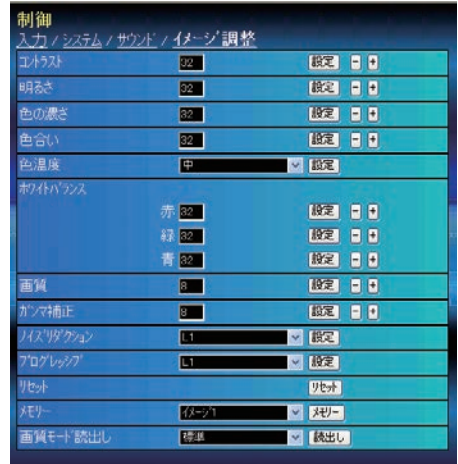 制御
入力 / システム / サウンド / イメージ調整
コントラスト 32 設定 - +
明るさ 32 設定 - +
色の濃さ 32 設定 - +
色合い 32 設定 - +
色温度 中 設定
ホワイトバランス
赤 32 設定 - +
緑 32 設定 - +
青 32 設定 - +
画質 8 設定 - +
ガンマ補正 8 設定 - +
ノイズリダクション L1 設定
プログレッシブ L1 設定
リセット リセット
メモリー イメージ1 メモリー
画質モード読出し 標準 読出し